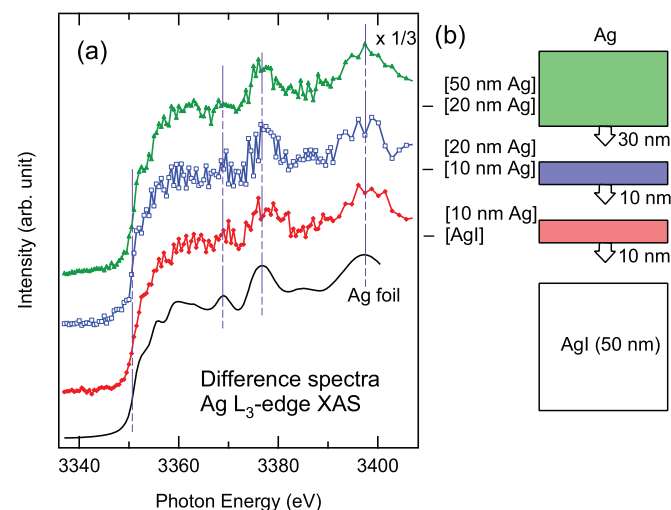 (a)
x 1/3
(b)
Ag
[50 nm Ag]
– [20 nm Ag]
30 nm
[20 nm Ag]
– [10 nm Ag]
10 nm
[10 nm Ag]
– [AgI]
10 nm
Ag foil
AgI (50 nm)
Difference spectra
Ag L3-edge XAS
Intensity (arb. unit)
3340 3360 3380 3400
Photon Energy (eV)